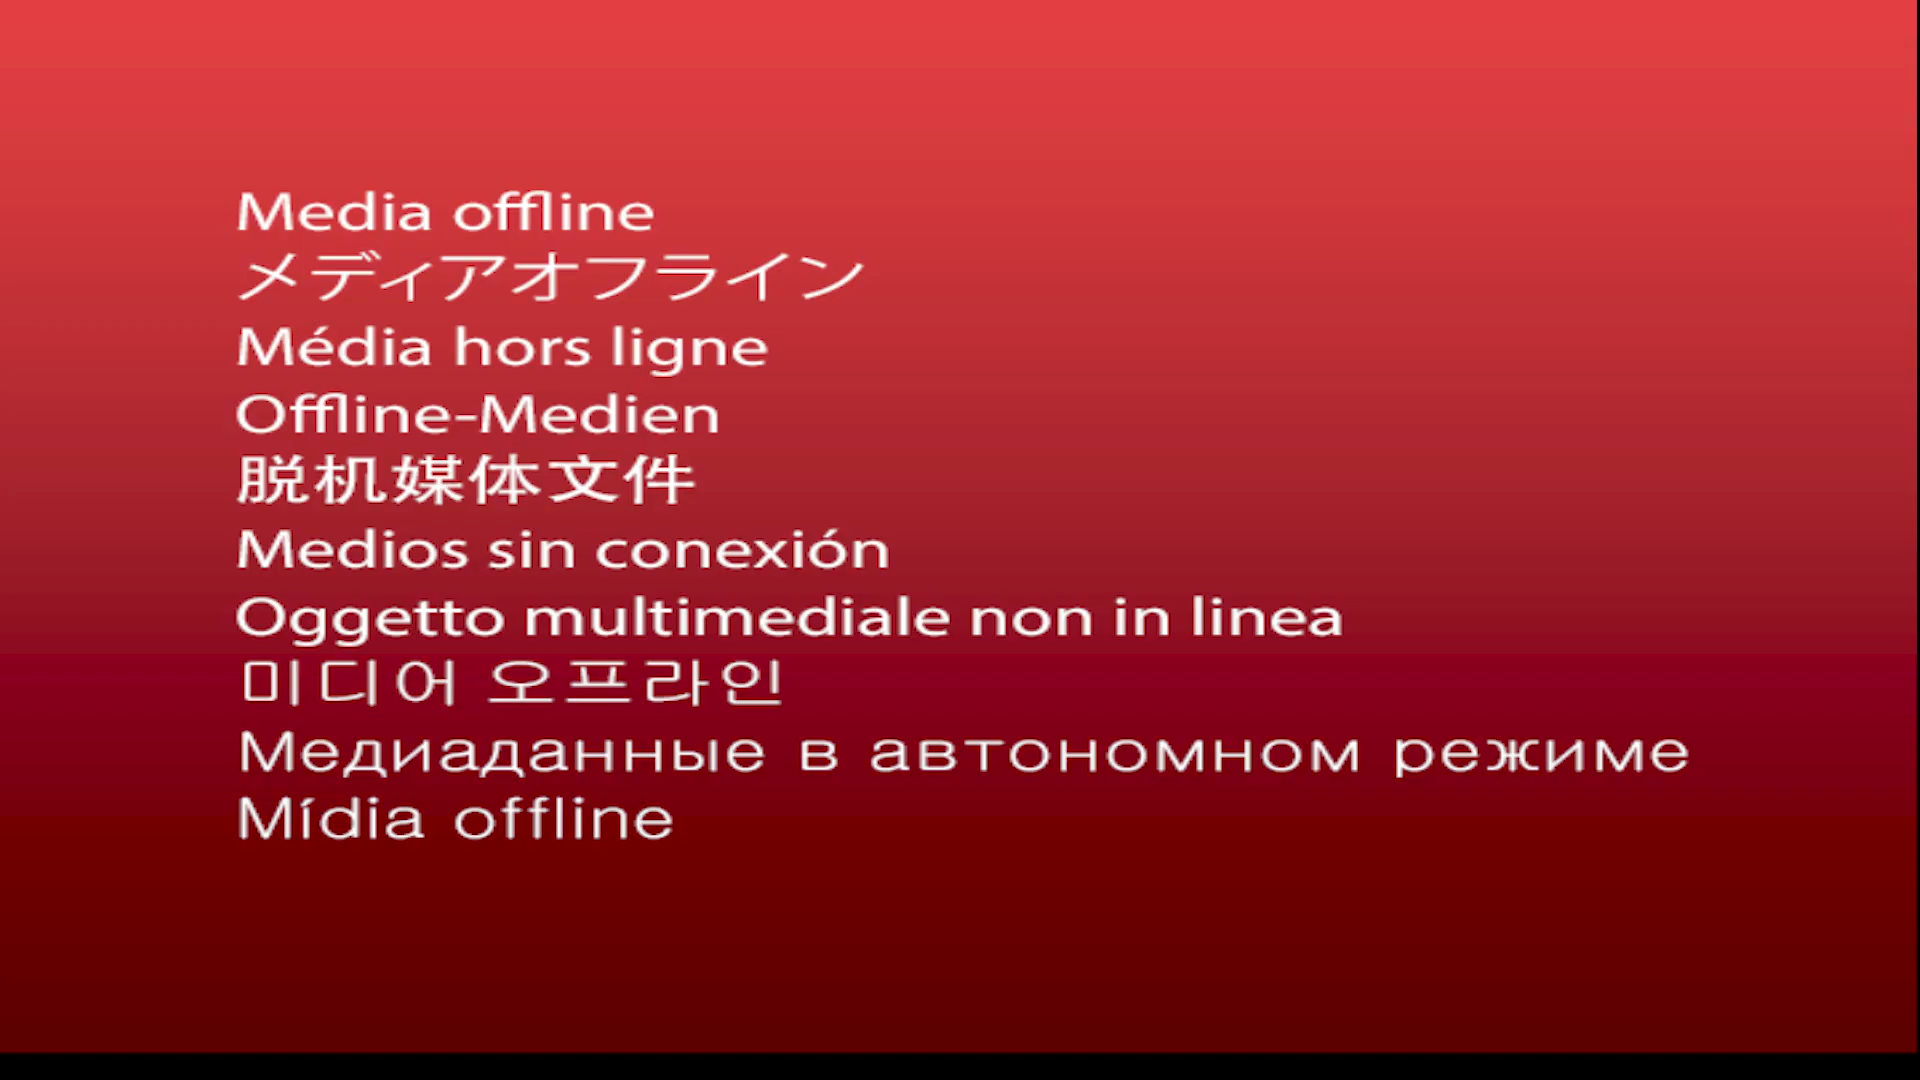 Media offline
メディアオフライン
Média hors ligne
Offline-Medien
脱机媒体文件
Medios sin conexión
Oggetto multimediale non in linea
미디어 오프라인
Медиаданные в автономном режиме
Mídia offline